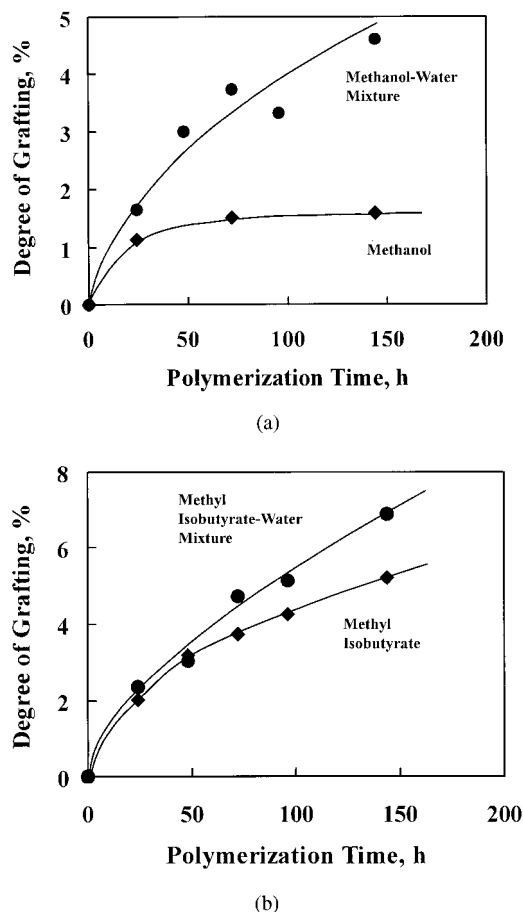 5
4
3
2
1
0
Degree of Grafting, %
Methanol-Water
Mixture
Methanol
0 50 100 150 200
Polymerization Time, h
(a)
8
6
4
2
0
Degree of Grafting, %
Methyl
Isobutyrate-Water
Mixture
Methyl
Isobutyrate
0 50 100 150 200
Polymerization Time, h
(b)